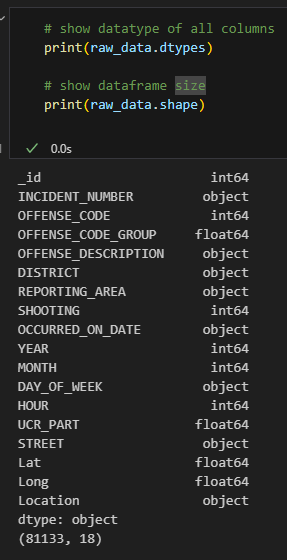 # show datatype of all columns
print(raw_data.dtypes)
# show dataframe size
print(raw_data.shape)
0.0s
_id int64
INCIDENT_NUMBER object
OFFENSE_CODE int64
OFFENSE_CODE_GROUP float64
OFFENSE_DESCRIPTION object
DISTRICT object
REPORTING_AREA object
SHOOTING int64
OCCURRED_ON_DATE object
YEAR int64
MONTH int64
DAY_OF_WEEK object
HOUR int64
UCR_PART float64
STREET object
Lat float64
Long float64
Location object
dtype: object
(81133, 18)